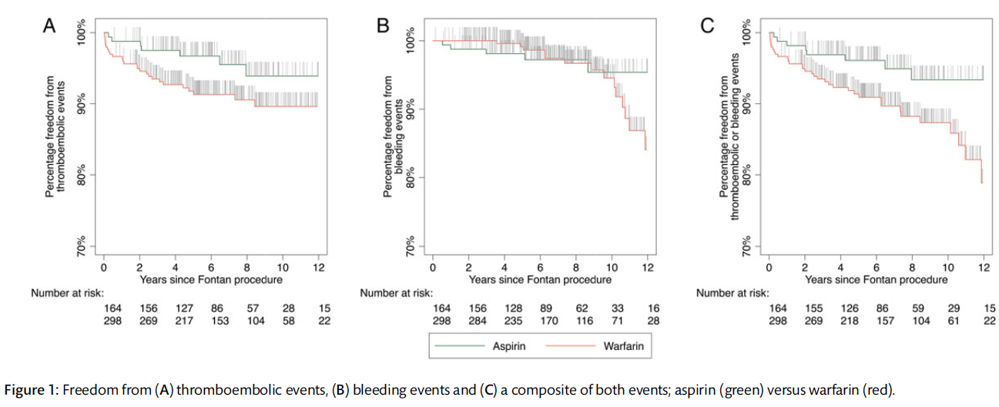 A
100%
90%
80%
70%
Percentage freedom from
thromboembolic events
0 2 4 6 8 10 12
Years since Fontan procedure
Number at risk:
164 156 127 86 57 28 15
298 269 217 153 104 58 22
B
100%
90%
80%
70%
Percentage freedom from
bleeding events
0 2 4 6 8 10 12
Years since Fontan procedure
Number at risk:
164 156 128 89 62 33 16
298 284 235 170 116 71 28
C
100%
90%
80%
70%
Percentage freedom from
thromboembolic or bleeding events
0 2 4 6 8 10 12
Years since Fontan procedure
Number at risk:
164 155 126 86 59 29 15
298 269 218 157 104 61 22
Aspirin Warfarin
Figure 1: Freedom from (A) thromboembolic events, (B) bleeding events and (C) a composite of both events; aspirin (green) versus warfarin (red).